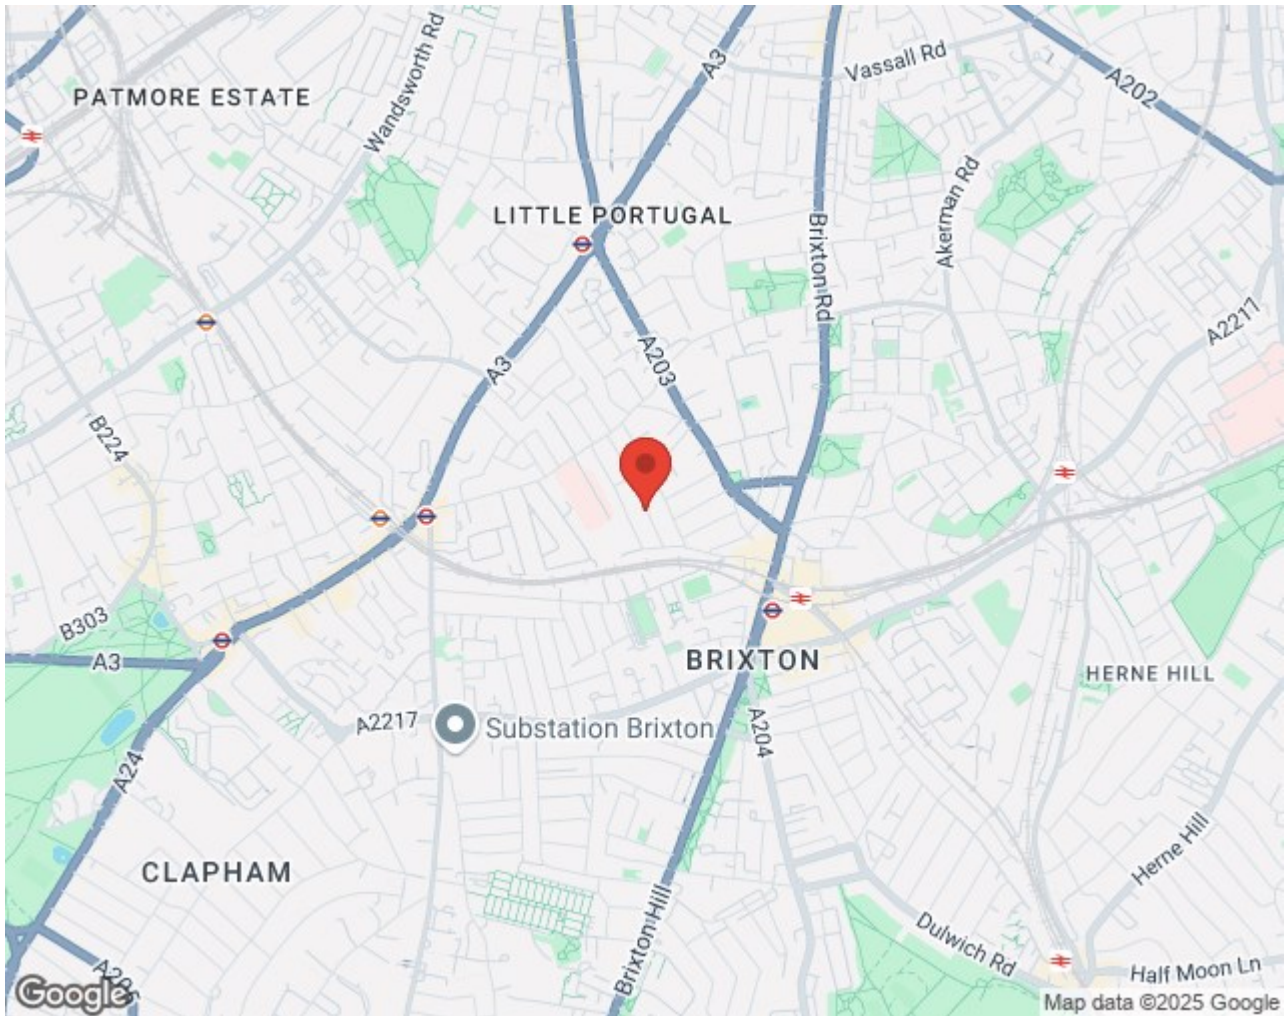 PATMORE ESTATE
Wandsworth Rd
A3
Vassall Rd
A202
LITTLE PORTUGAL
Brixton Rd
Akerman Rd
A203
A3
A2217
B224
B303
A3
BRIXTON
HERNE HILL
A2217
Substation Brixton
A204
A24
CLAPHAM
Brixton Hill
Herne Hill
Dulwich Rd
Half Moon Ln
Google
Map data ©2025 Google